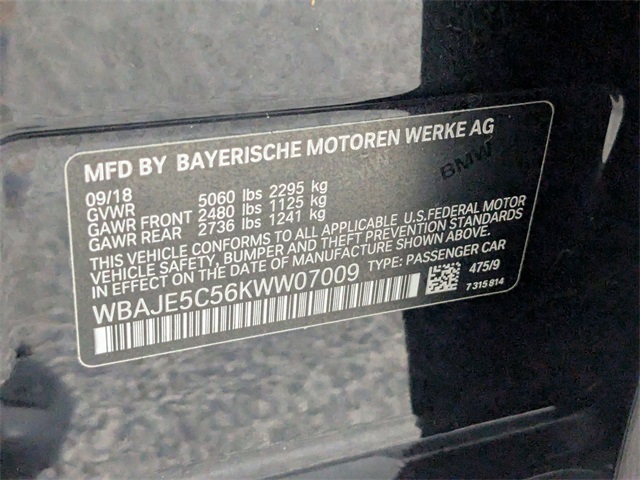 MFD BY BAYERISCHE MOTOREN WERKE AG
09/18
GVWR 5060 lbs 2295 kg
GAWR FRONT 2480 lbs 1125 kg
GAWR REAR 2736 lbs 1241 kg
THIS VEHICLE CONFORMS TO ALL APPLICABLE U.S.FEDERAL MOTOR
VEHICLE SAFETY, BUMPER, AND THEFT PREVENTION STANDARDS
IN EFFECT ON THE DATE OF MANUFACTURE SHOWN ABOVE.
WBAJE5C56KWW07009 TYPE: PASSENGER CAR
475/9
7 315 814
BMW